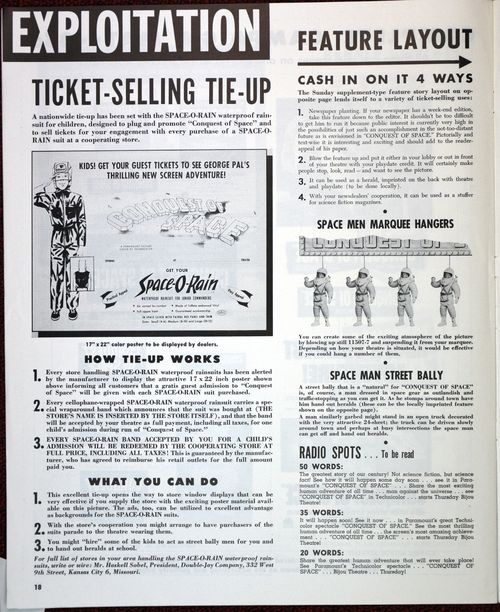 EXPLOITATION
TICKET-SELLING TIE-UP
A nationwide tie-up has been set with the SPACE-O-RAIN waterproof rain-
suit for children, designed to plug and promote "Conquest of Space" and
to sell tickets for your engagement with every purchase of a SPACE-O-
RAIN suit at a cooperating store.
KIDS! GET YOUR GUEST TICKETS TO SEE GEORGE PAL'S
THRILLING NEW SCREEN ADVENTURE!
CONQUEST OF
SPACE
GET YOUR
Space-O-Rain
WATERPROOF RAINSUIT FOR JUNIOR COMMANDERS
17" x 22" color poster to be displayed by dealers.
HOW TIE-UP WORKS
1. Every store handling SPACE-O-RAIN waterproof rainsuits has been alerted
by the manufacturer to display the attractive 17 x 22 inch poster shown
above informing all customers that a gratis guest admission to "Conquest
of Space" will be given with each SPACE-O-RAIN suit purchased.
2. Every cellophane-wrapped SPACE-O-RAIN waterproof rainsuit carries a spe-
cial wraparound band which announces that the suit was bought at (THE
STORE'S NAME IS INSERTED BY THE STORE ITSELF), and that the band
will be accepted by your theatre as full payment, including all taxes, for one
child's admission during run of "Conquest of Space."
3. EVERY SPACE-O-RAIN BAND ACCEPTED BY YOU FOR A CHILD'S
ADMISSION WILL BE REDEEMED BY THE COOPERATING STORE AT
FULL PRICE, INCLUDING ALL TAXES! This is guaranteed by the manufac-
turer, who has agreed to reimburse his retail outlets for the full amount
paid you.
WHAT YOU CAN DO
1. This excellent tie-up opens the way to store window displays that can be
very effective if you supply the store with the exciting poster material avail-
able on this picture. The ads, too, can be utilized to excellent advantage
as backgrounds for the SPACE-O-RAIN suits.
2. With the store's cooperation you might arrange to have purchasers of the
suits parade to the theatre wearing them.
3. You might "hire" some of the kids to act as street bally men for you and
to hand out heralds at school.
For full list of stores in your area handling the SPACE-O-RAIN waterproof rain-
suits, write or wire: Mr. Haskell Sobel, President, Double-Jay Company, 332 West
9th Street, Kansas City 6, Missouri.
18
FEATURE LAYOUT
CASH IN ON IT 4 WAYS
The Sunday supplement-type feature story layout on op-
posite page lends itself to a variety of ticket-selling uses:
1. Newspaper planting. If your newspaper has a week-end edition,
take this feature down to the editor. It shouldn't be too difficult
to get him to run it because public interest is currently very high in
the possibilities of just such an accomplishment in the not-too-distant
future as is envisioned in "CONQUEST OF SPACE." Pictorially and
text-wise it is interesting and exciting and should add to the reader-
appeal of his paper.
2. Blow the feature up and put it either in your lobby or out in front
of your theatre with your playdate credit. It will certainly make
people stop, look, read – and want to see the picture.
3. It can be used as a herald, imprinted on the back with theatre
and playdate (to be done locally).
4. With your newsdealers' cooperation, it can be used as a stuffer
for science fiction magazines.
SPACE MEN MARQUEE HANGERS
CONQUEST OF S
You can create some of the exciting atmosphere of the picture
by blowing up still 11507-7 and suspending it from your marquee.
Depending on how your theatre is situated, it would be effective
if you could hang a number of them.
SPACE MAN STREET BALLY
A street bally that is a "natural" for "CONQUEST OF SPACE"
is, of course, a man dressed in space gear as outlandish and
traffic-stopping as you can get it. As he stomps around town have
him hand out heralds (these can be the locally imprinted feature
shown on the opposite page).
A man similarly garbed might stand in an open truck decorated
with the very attractive 24-sheet; the truck can be driven slowly
around town and perhaps at busy intersections the space man
can get off and hand out heralds.
RADIO SPOTS . . . To be read
50 WORDS:
The greatest story of our century! Not science fiction, but science
fact! See how it will happen some day soon . . . see it in Para-
mount's "CONQUEST OF SPACE" . . . Share the most exciting
human adventure of all time . . . man against the universe . . . see
"CONQUEST OF SPACE" in Technicolor . . . starts Thursday Bijou
Theatre!
35 WORDS:
It will happen soon! See it now . . . in Paramount's great Techni-
color spectacle "CONQUEST OF SPACE." See the most thrilling
human adventure of all time . . . the screen's most amazing achieve-
ment . . . "CONQUEST OF SPACE" . . . starts Thursday Bijou
Theatre!
20 WORDS:
Share the greatest human adventure that will ever take place!
See Paramount's Technicolor spectacle . . . "CONQUEST OF
SPACE" . . . Bijou Theatre . . . Thursday!